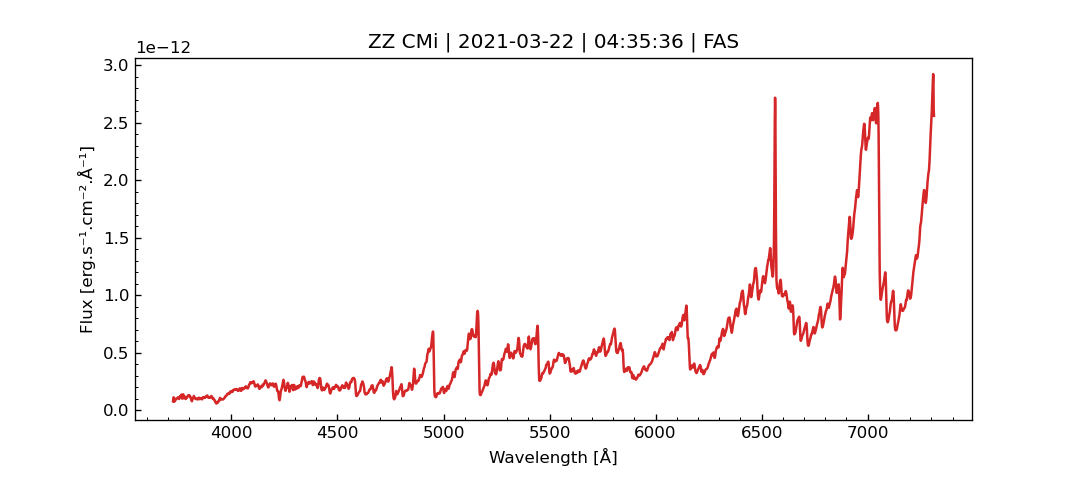 ZZ CMi | 2021-03-22 | 04:35:36 | FAS
1e−12
3.0
2.5
2.0
1.5
1.0
0.5
0.0
Flux [erg.s⁻¹.cm⁻².Å⁻¹]
4000 4500 5000 5500 6000 6500 7000
Wavelength [Å]